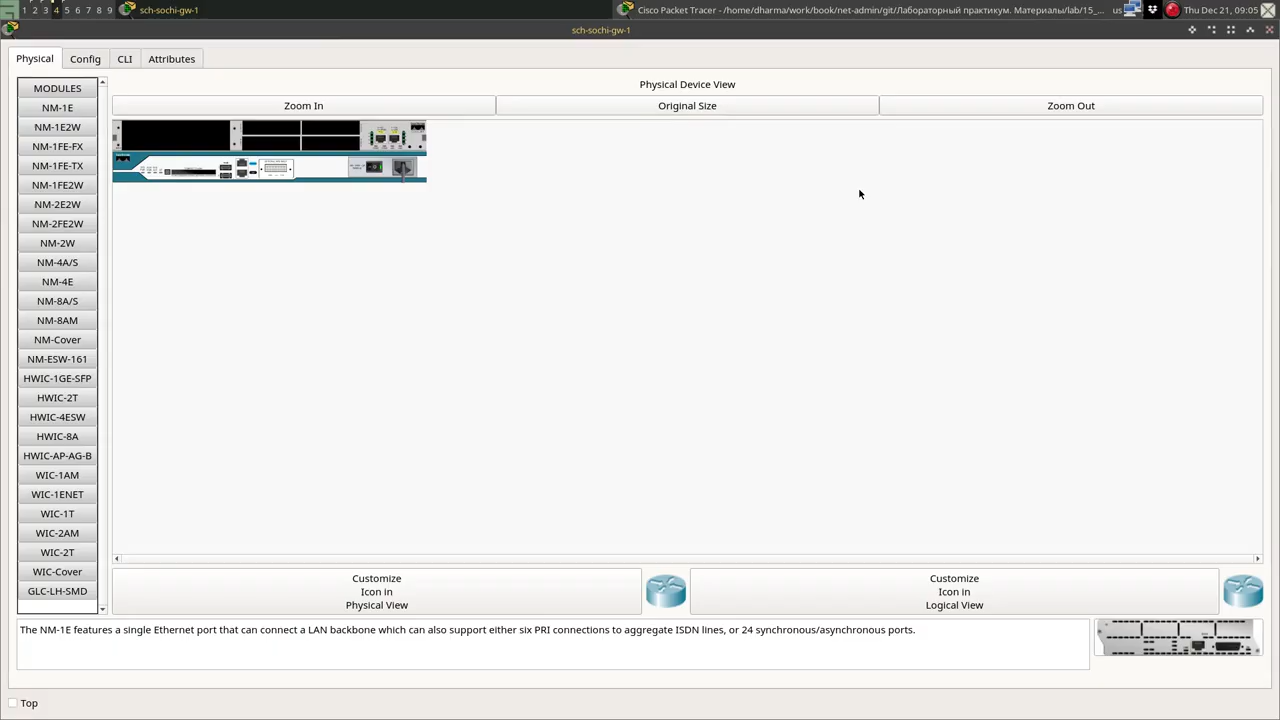 1 2 3 4 5 6 7 8 9 sch-sochi-gw-1 Cisco Packet Tracer - /home/dharma/work/book/net-admin/git/Лабораторный практикум. Материалы/lab/15_... us Thu Dec 21, 09:05
sch-sochi-gw-1
Physical Config CLI Attributes
MODULES
NM-1E
NM-1E2W
NM-1FE-FX
NM-1FE-TX
NM-1FE2W
NM-2E2W
NM-2FE2W
NM-2W
NM-4A/S
NM-4E
NM-8A/S
NM-8AM
NM-Cover
NM-ESW-161
HWIC-1GE-SFP
HWIC-2T
HWIC-4ESW
HWIC-8A
HWIC-AP-AG-B
WIC-1AM
WIC-1ENET
WIC-1T
WIC-2AM
WIC-2T
WIC-Cover
GLC-LH-SMD
Physical Device View
Zoom In Original Size Zoom Out
Customize
Icon in
Physical View
Customize
Icon in
Logical View
The NM-1E features a single Ethernet port that can connect a LAN backbone which can also support either six PRI connections to aggregate ISDN lines, or 24 synchronous/asynchronous ports.
Top